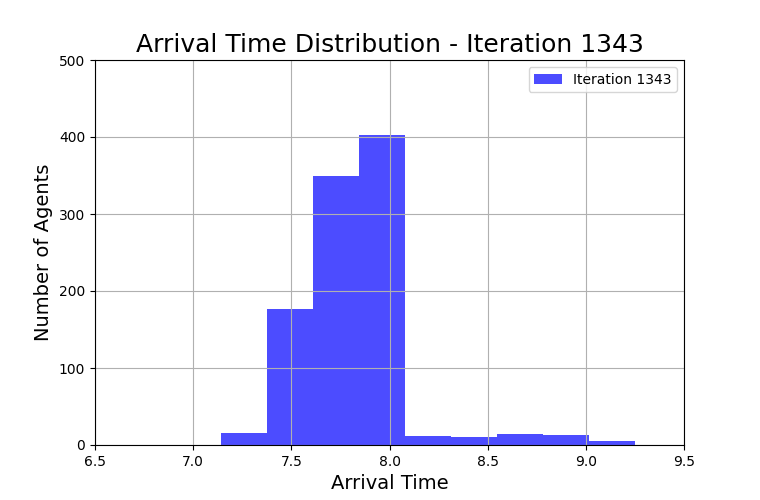 Arrival Time Distribution - Iteration 1343
Iteration 1343
500
400
300
200
100
0
Number of Agents
6.5 7.0 7.5 8.0 8.5 9.0 9.5
Arrival Time